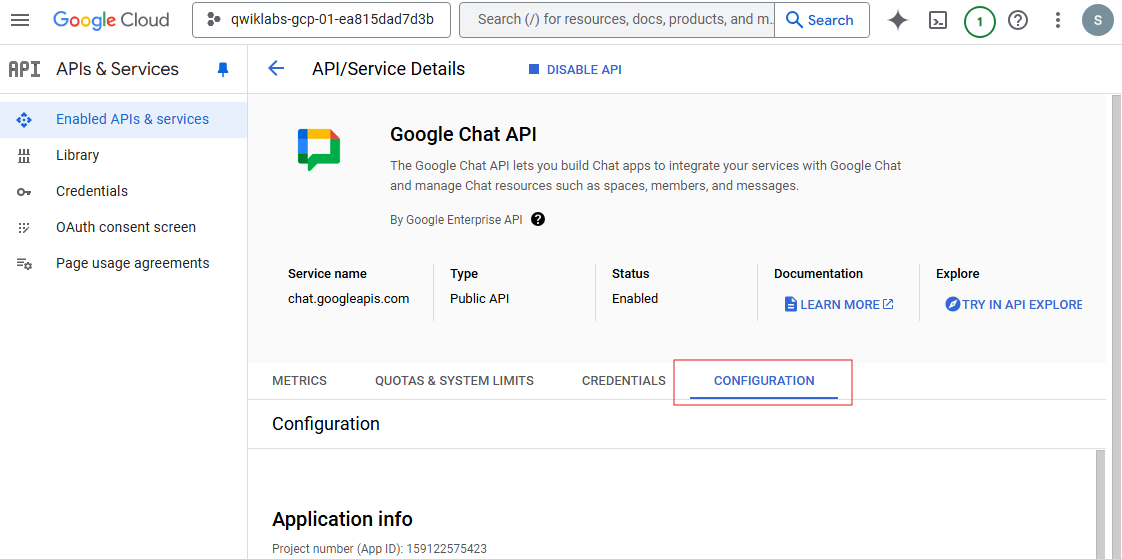 Google Cloud
qwiklabs-gcp-01-ea815dad7d3b
Search (/) for resources, docs, products, and m..
Search
1
S
API
APIs & Services
API/Service Details
DISABLE API
Enabled APIs & services
Library
Credentials
OAuth consent screen
Page usage agreements
Google Chat API
The Google Chat API lets you build Chat apps to integrate your services with Google Chat
and manage Chat resources such as spaces, members, and messages.
By Google Enterprise API
Service name
chat.googleapis.com
Type
Public API
Status
Enabled
Documentation
LEARN MORE
Explore
TRY IN API EXPLORE
METRICS
QUOTAS & SYSTEM LIMITS
CREDENTIALS
CONFIGURATION
Configuration
Application info
Project number (App ID): 159122575423